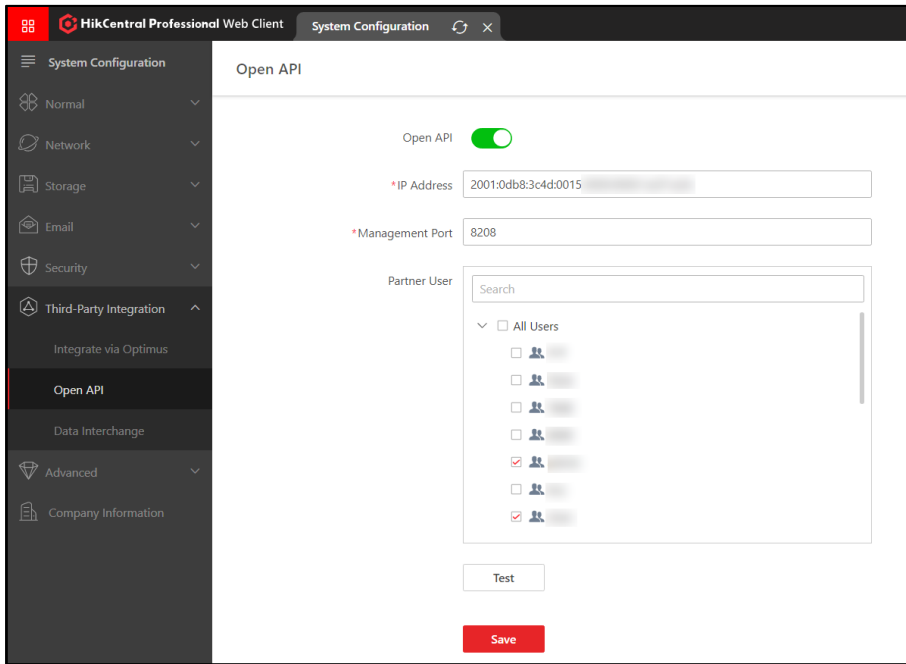 HikCentral Professional Web Client
System Configuration
System Configuration
Normal
Network
Storage
Email
Security
Third-Party Integration
Integrate via Optimus
Open API
Data Interchange
Advanced
Company Information
Open API
Open API
*IP Address 2001:0db8:3c4d:0015
*Management Port 8208
Partner User
Search
All Users
Test
Save